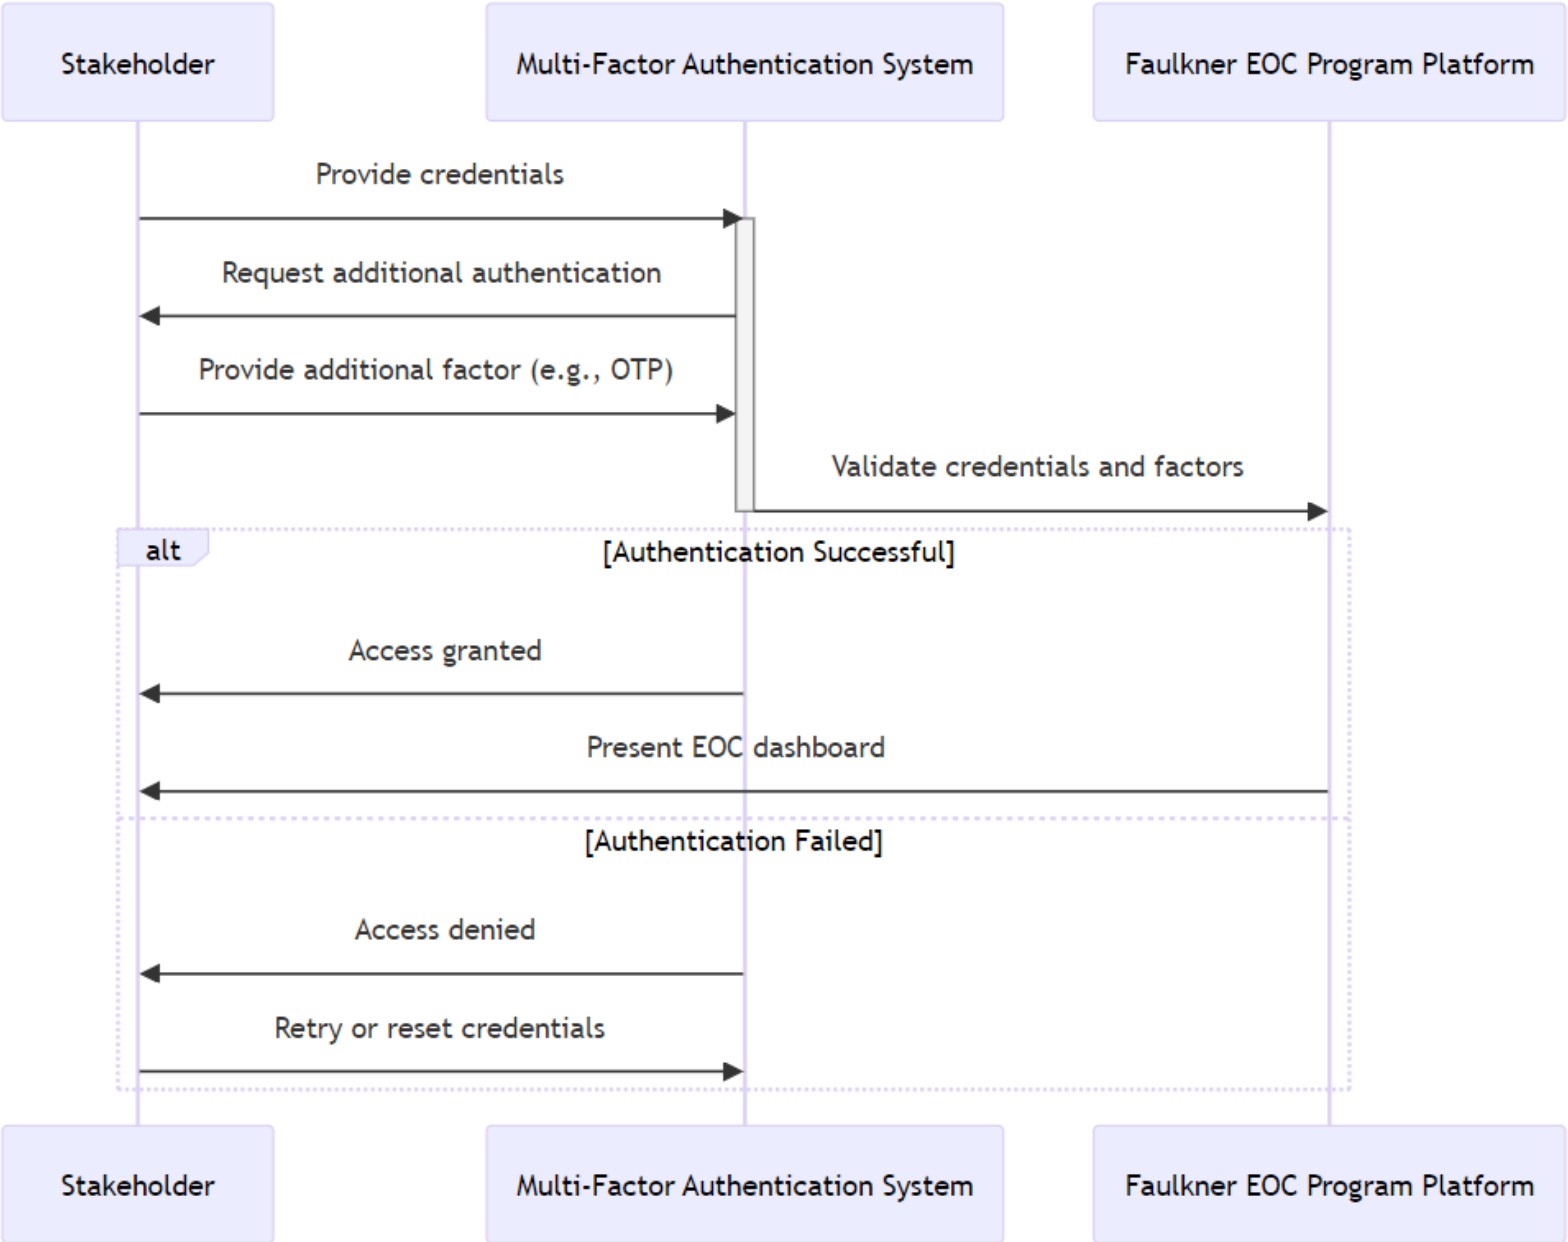 Stakeholder
Multi-Factor Authentication System
Faulkner EOC Program Platform
Provide credentials
Request additional authentication
Provide additional factor (e.g., OTP)
Validate credentials and factors
alt
[Authentication Successful]
Access granted
Present EOC dashboard
[Authentication Failed]
Access denied
Retry or reset credentials
Stakeholder
Multi-Factor Authentication System
Faulkner EOC Program Platform